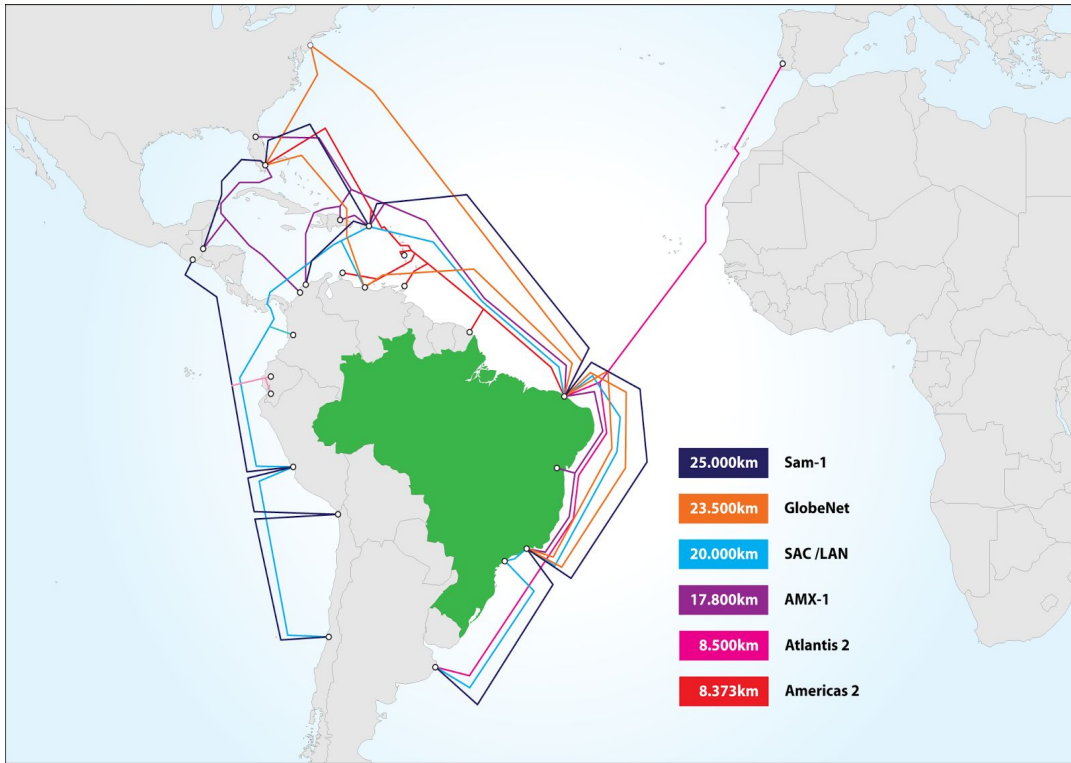 25.000km Sam-1
23.500km GlobeNet
20.000km SAC /LAN
17.800km AMX-1
8.500km Atlantis 2
8.373km Americas 2